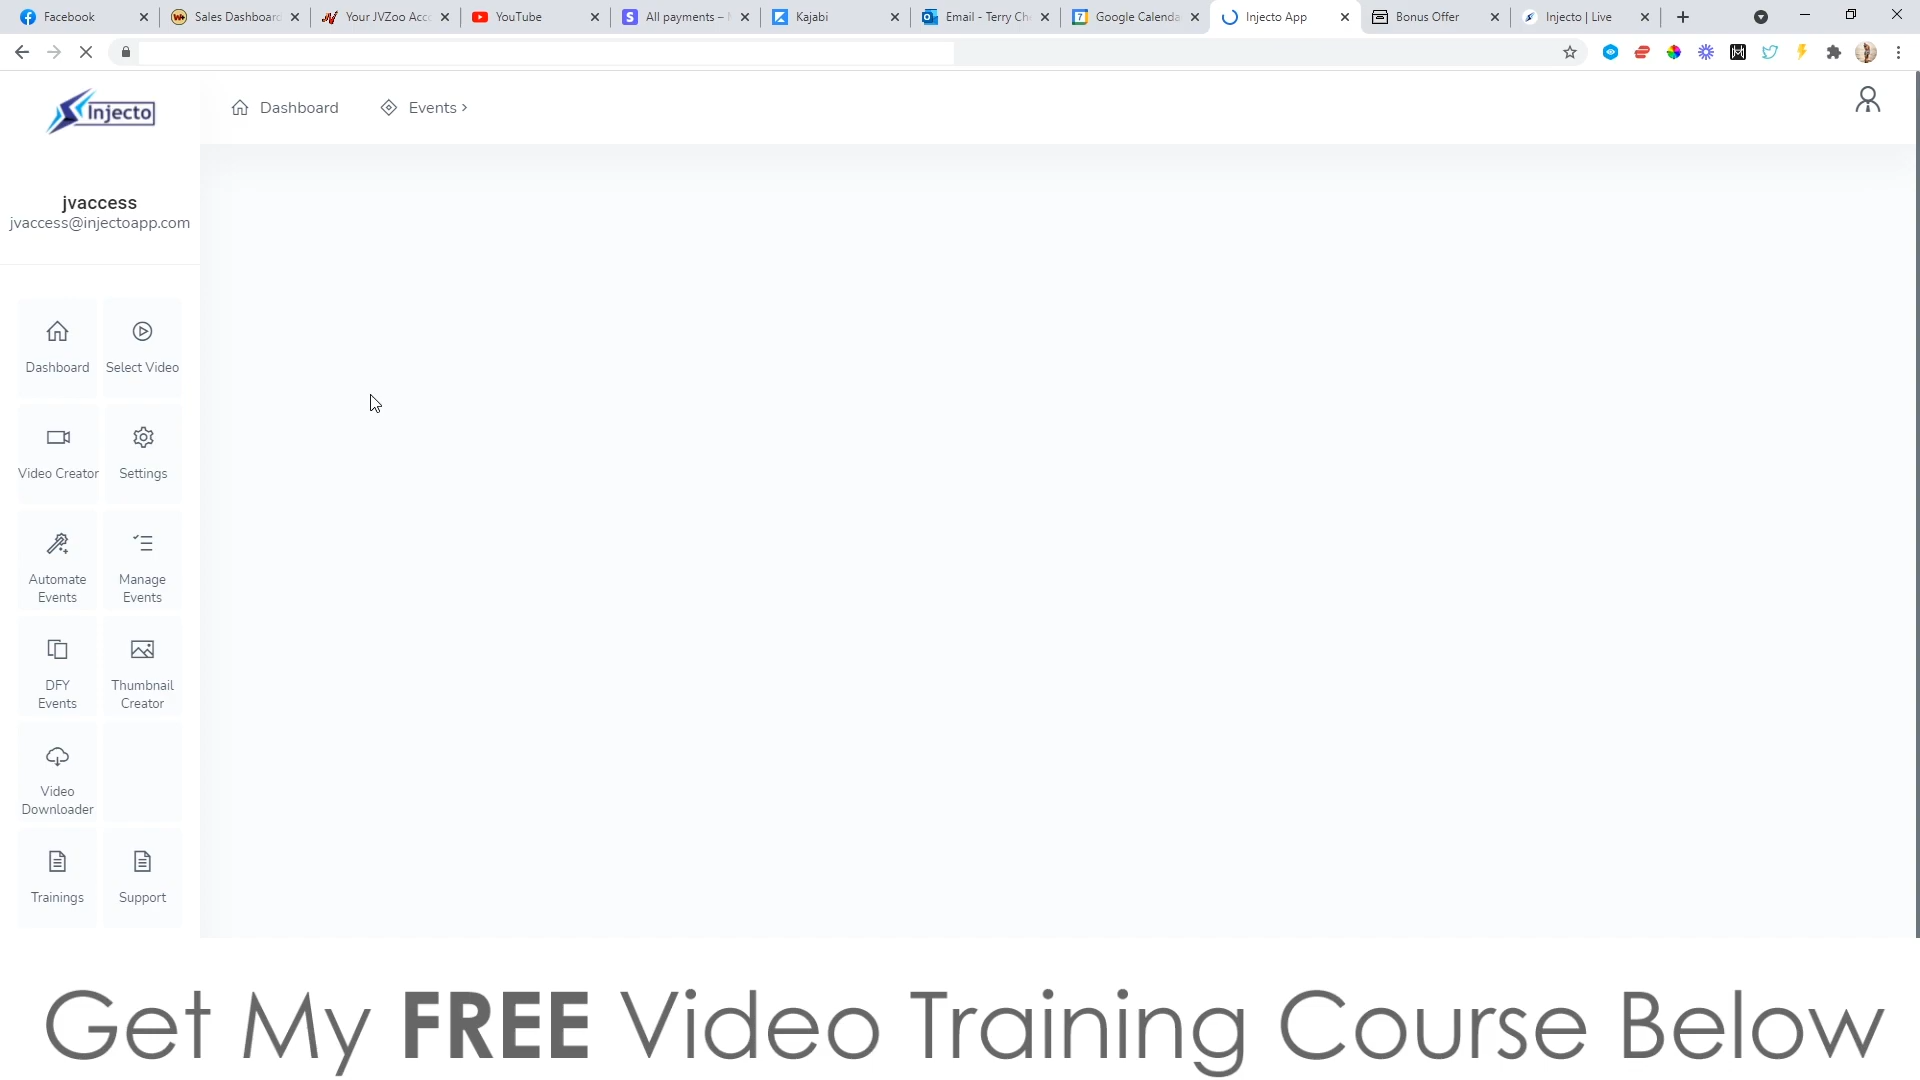 Facebook
Sales Dashboard
Your JVZoo Acc
YouTube
All payments –
Kajabi
Email - Terry Ch
Google Calenda
Injecto App
Bonus Offer
Injecto | Live
Injecto
Dashboard
Events >
jvaccess
jvaccess@injectoapp.com
Dashboard
Select Video
Video Creator
Settings
Automate
Events
Manage
Events
DFY
Events
Thumbnail
Creator
Video
Downloader
Trainings
Support
Get My FREE Video Training Course Below